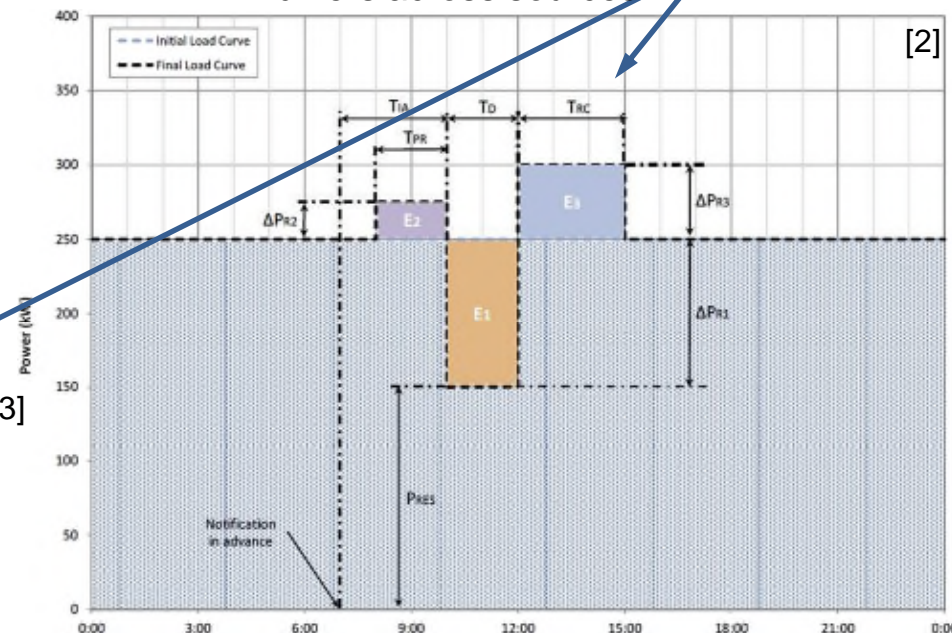 400
[2]
Initial Load Curve
Final Load Curve
350
TIA
TD
TRC
TPR
300
ΔPR2
E2
E3
ΔPR3
250
Power (kW)
200
E1
ΔPR1
150
3]
100
PRES
Notification
in advance
50
0
0:00
3:00
6:00
9:00
12:00
15:00
18:00
21:00